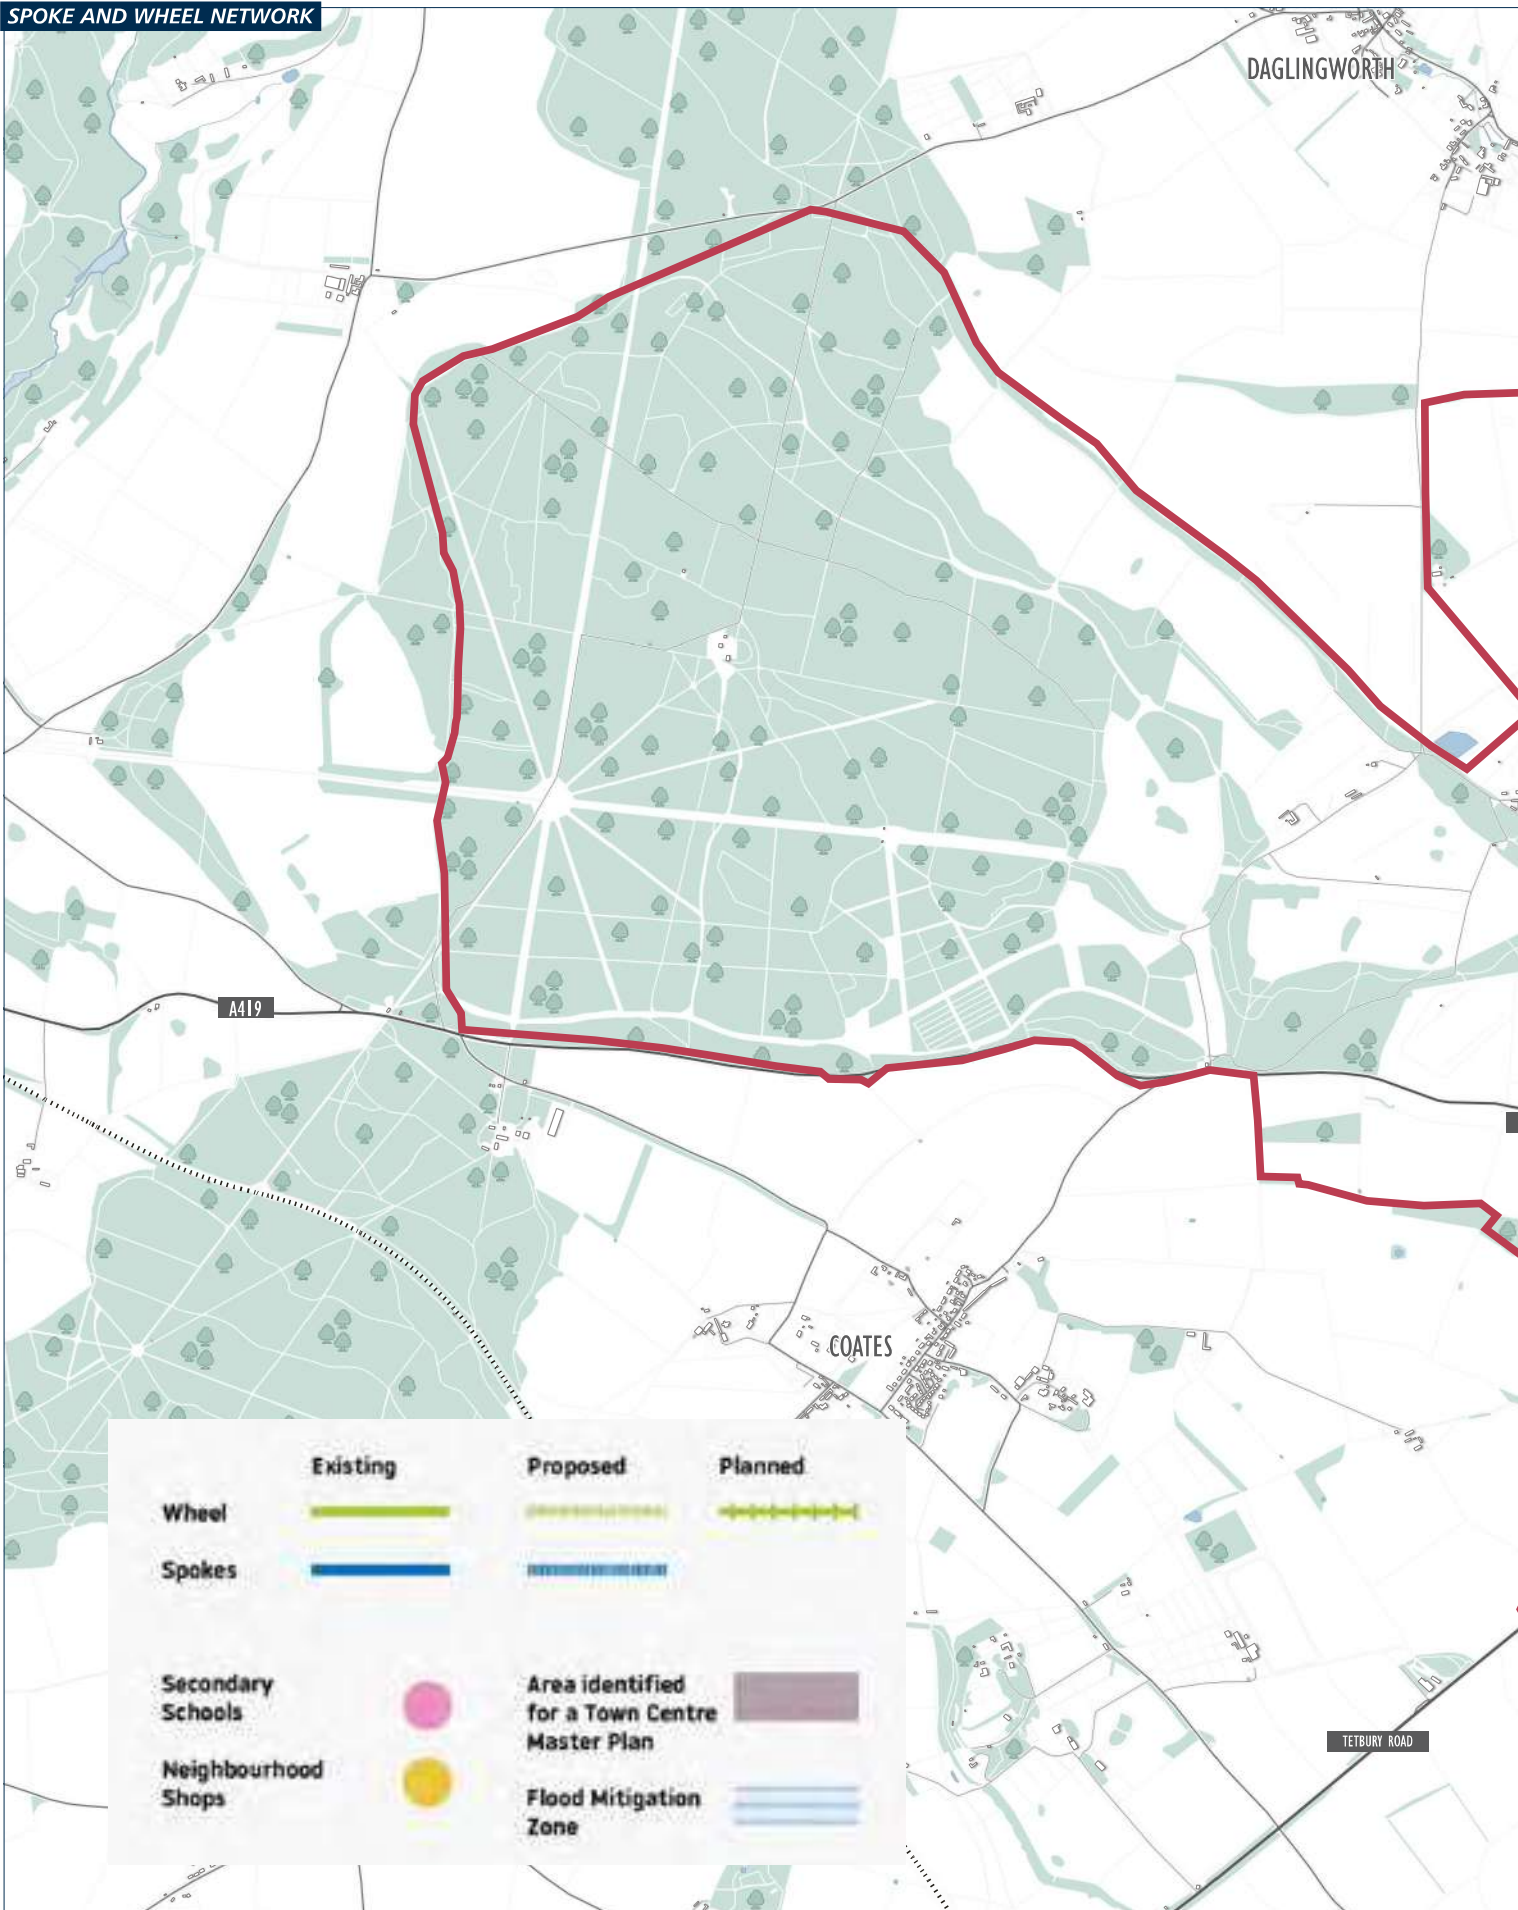 SPOKE AND WHEEL NETWORK
DAGLINGWORTH
A419
COATES
Existing Proposed Planned
Wheel
Spokes
Secondary
Schools
Area identified
for a Town Centre
Master Plan
Neighbourhood
Shops
Flood Mitigation
Zone
TETBURY ROAD